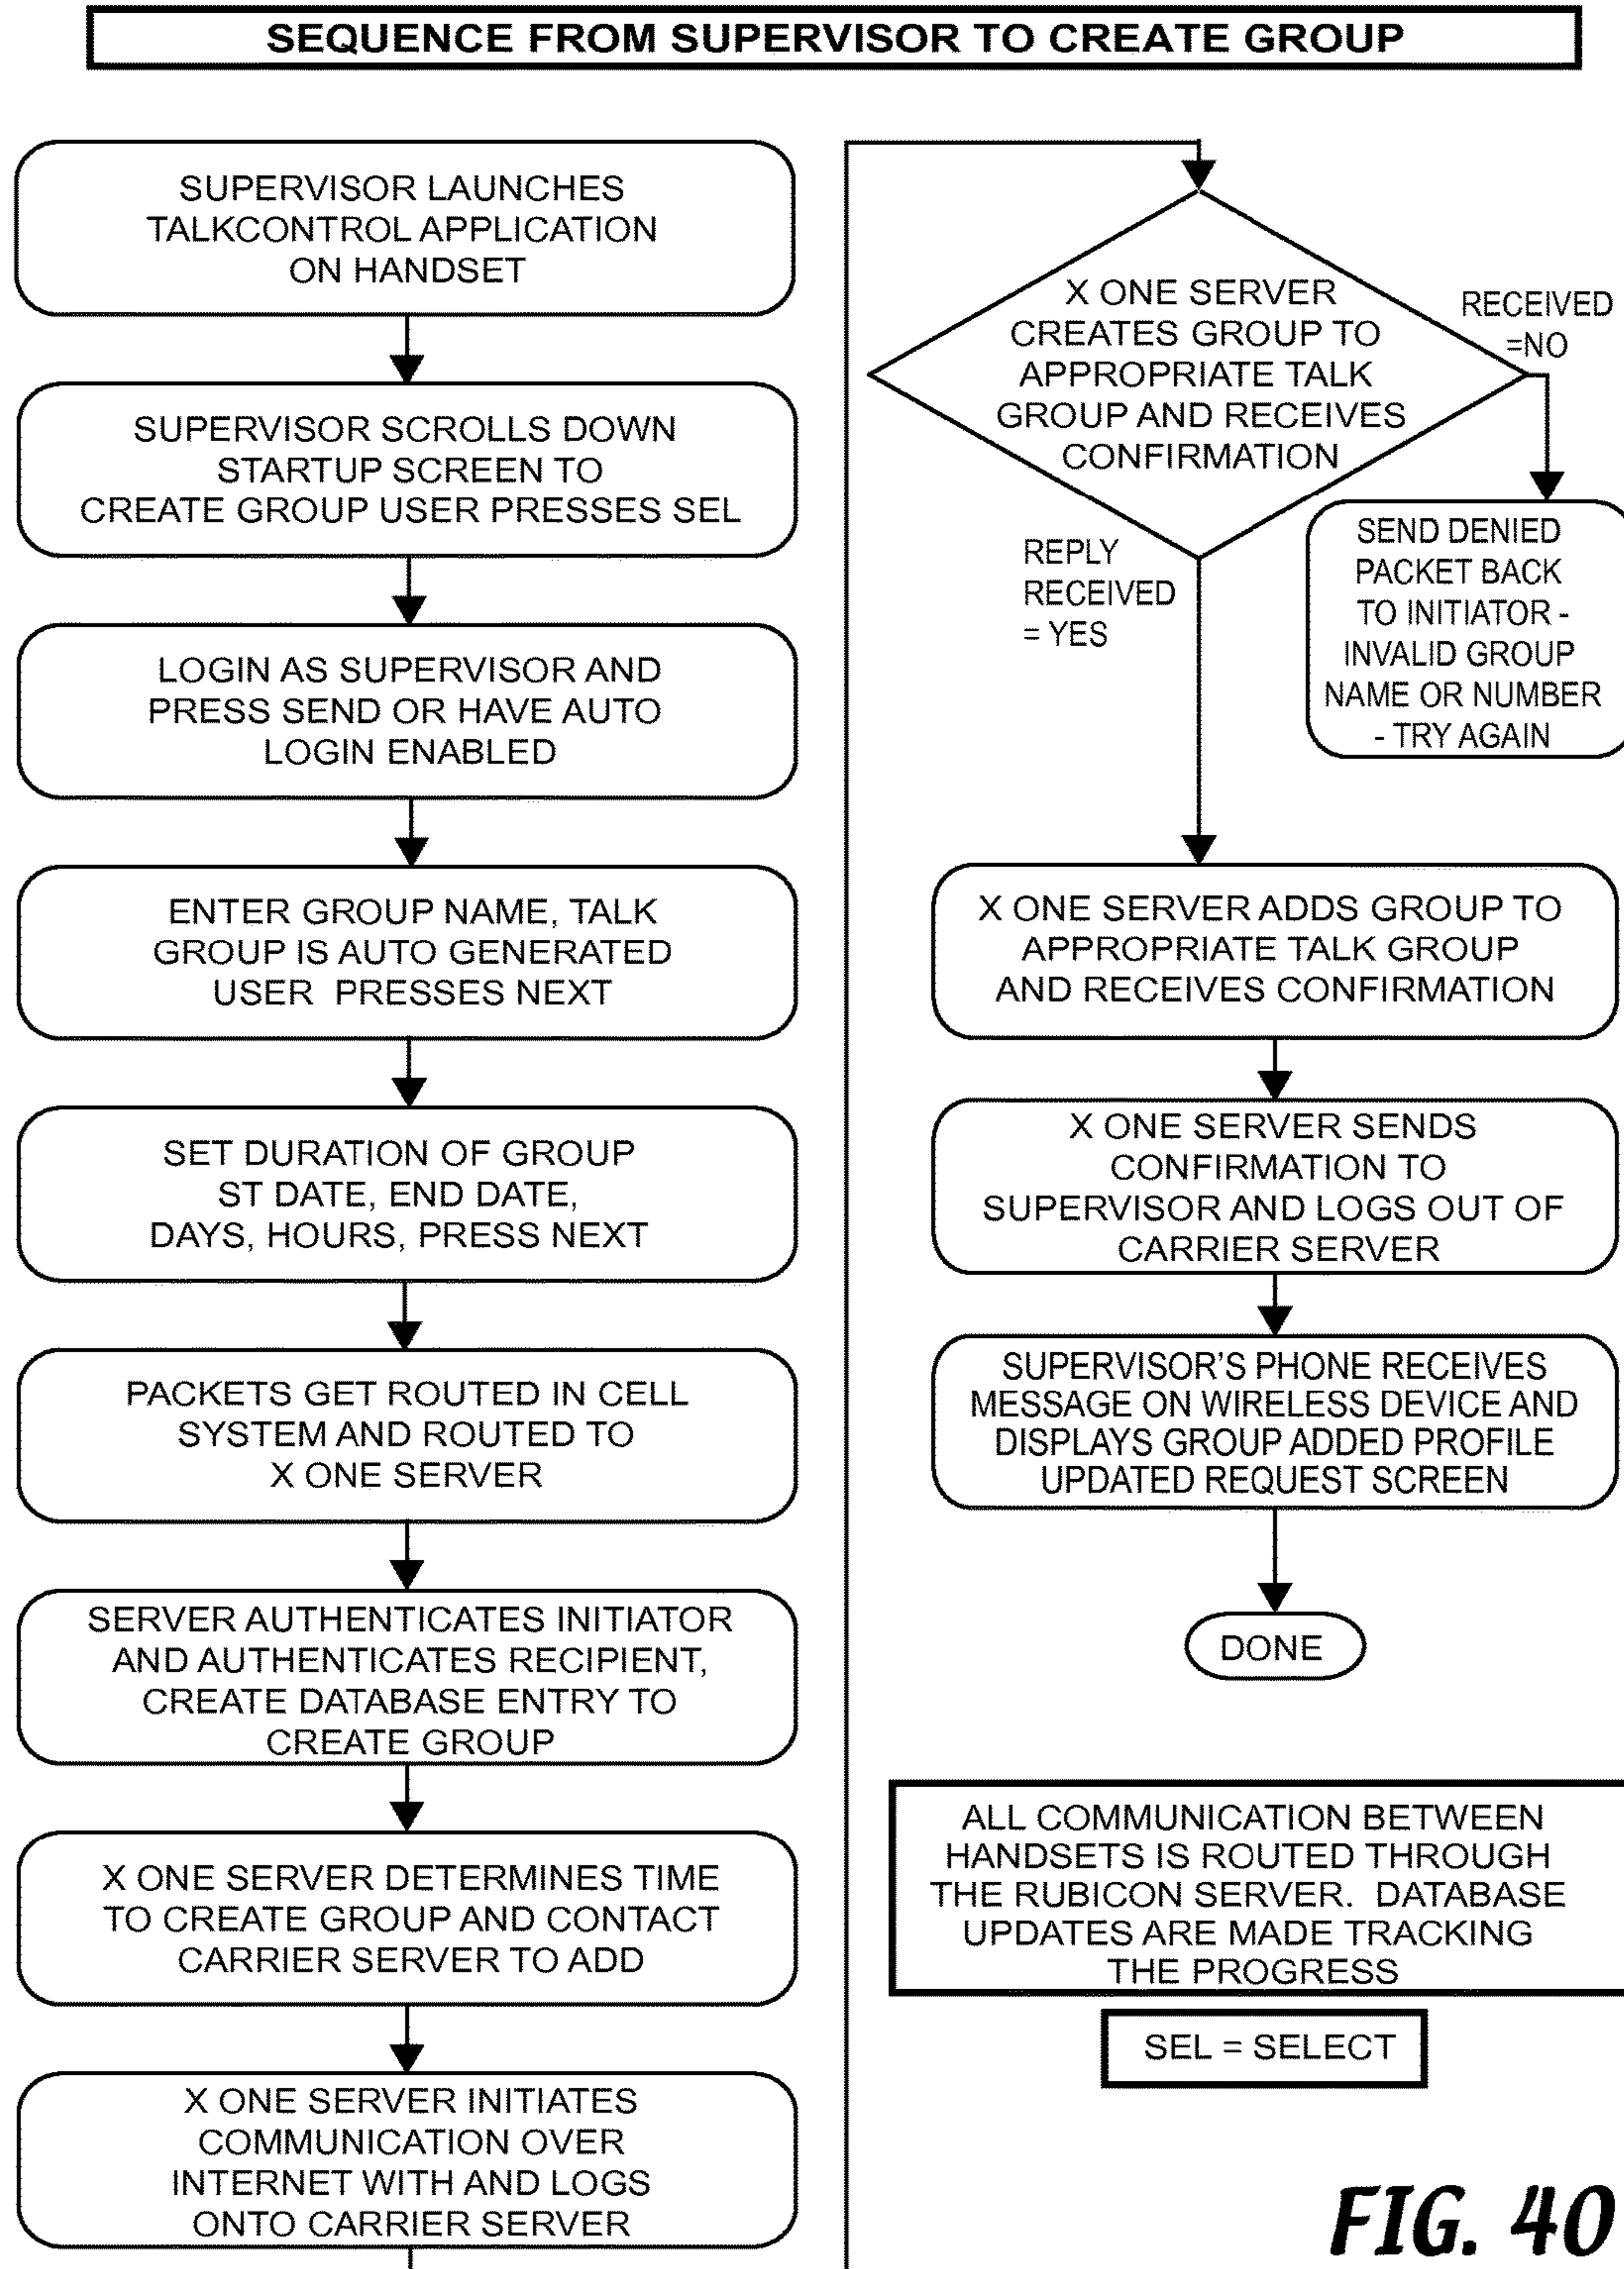 SEQUENCE FROM SUPERVISOR TO CREATE GROUP
SUPERVISOR LAUNCHES
TALKCONTROL APPLICATION
ON HANDSET
SUPERVISOR SCROLLS DOWN
STARTUP SCREEN TO
CREATE GROUP USER PRESSES SEL
LOGIN AS SUPERVISOR AND
PRESS SEND OR HAVE AUTO
LOGIN ENABLED
ENTER GROUP NAME, TALK
GROUP IS AUTO GENERATED
USER PRESSES NEXT
SET DURATION OF GROUP
ST DATE, END DATE,
DAYS, HOURS, PRESS NEXT
PACKETS GET ROUTED IN CELL
SYSTEM AND ROUTED TO
X ONE SERVER
SERVER AUTHENTICATES INITIATOR
AND AUTHENTICATES RECIPIENT,
CREATE DATABASE ENTRY TO
CREATE GROUP
X ONE SERVER DETERMINES TIME
TO CREATE GROUP AND CONTACT
CARRIER SERVER TO ADD
X ONE SERVER INITIATES
COMMUNICATION OVER
INTERNET WITH AND LOGS
ONTO CARRIER SERVER
X ONE SERVER
CREATES GROUP TO
APPROPRIATE TALK
GROUP AND RECEIVES
CONFIRMATION
RECEIVED
=NO
SEND DENIED
PACKET BACK
TO INITIATOR -
INVALID GROUP
NAME OR NUMBER
- TRY AGAIN
REPLY
RECEIVED
= YES
X ONE SERVER ADDS GROUP TO
APPROPRIATE TALK GROUP
AND RECEIVES CONFIRMATION
X ONE SERVER SENDS
CONFIRMATION TO
SUPERVISOR AND LOGS OUT OF
CARRIER SERVER
SUPERVISOR'S PHONE RECEIVES
MESSAGE ON WIRELESS DEVICE AND
DISPLAYS GROUP ADDED PROFILE
UPDATED REQUEST SCREEN
DONE
ALL COMMUNICATION BETWEEN
HANDSETS IS ROUTED THROUGH
THE RUBICON SERVER. DATABASE
UPDATES ARE MADE TRACKING
THE PROGRESS
SEL = SELECT
FIG. 40